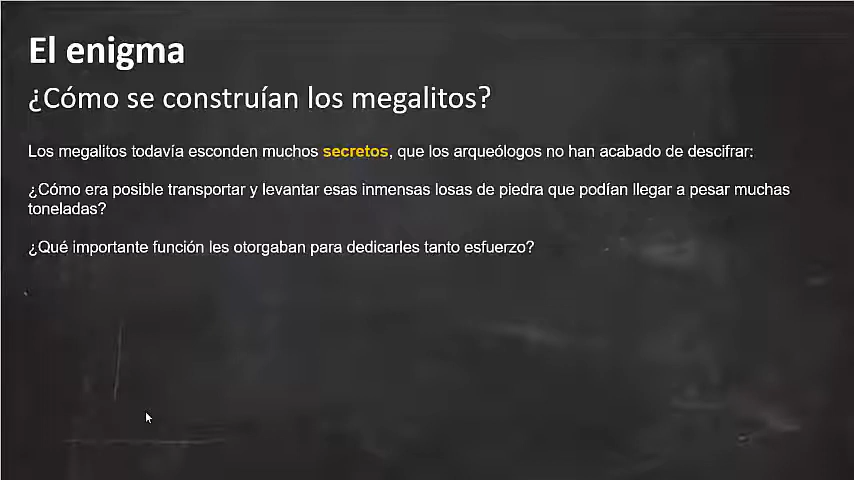 El enigma
¿Cómo se construían los megalitos?
Los megalitos todavía esconden muchos secretos, que los arqueólogos no han acabado de descifrar:
¿Cómo era posible transportar y levantar esas inmensas losas de piedra que podían llegar a pesar muchas
toneladas?
¿Qué importante función les otorgaban para dedicarles tanto esfuerzo?